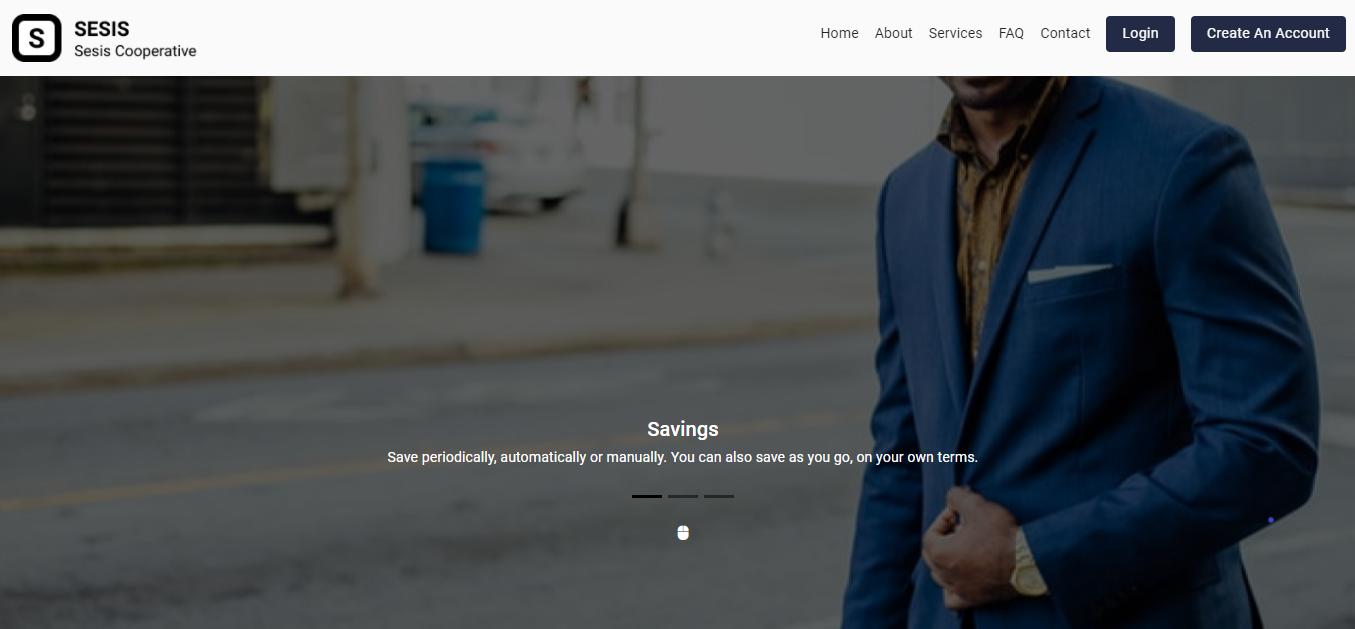 S
SESIS
Sesis Cooperative
Home About Services FAQ Contact Login Create An Account
Savings
Save periodically, automatically or manually. You can also save as you go, on your own terms.